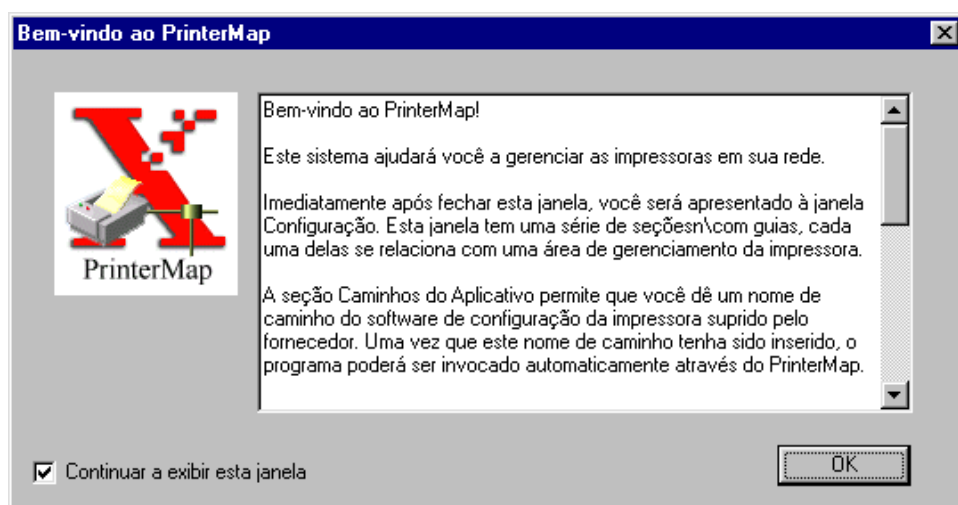 Bem-vindo ao PrinterMap
Bem-vindo ao PrinterMap!
Este sistema ajudará você a gerenciar as impressoras em sua rede.
Imediatamente após fechar esta janela, você será apresentado à janela
Configuração. Esta janela tem uma série de seçõesn\com guias, cada
uma delas se relaciona com uma área de gerenciamento da impressora.
A seção Caminhos do Aplicativo permite que você dê um nome de
caminho do software de configuração da impressora suprido pelo
fornecedor. Uma vez que este nome de caminho tenha sido inserido, o
programa poderá ser invocado automaticamente através do PrinterMap.
PrinterMap
Continuar a exibir esta janela
OK